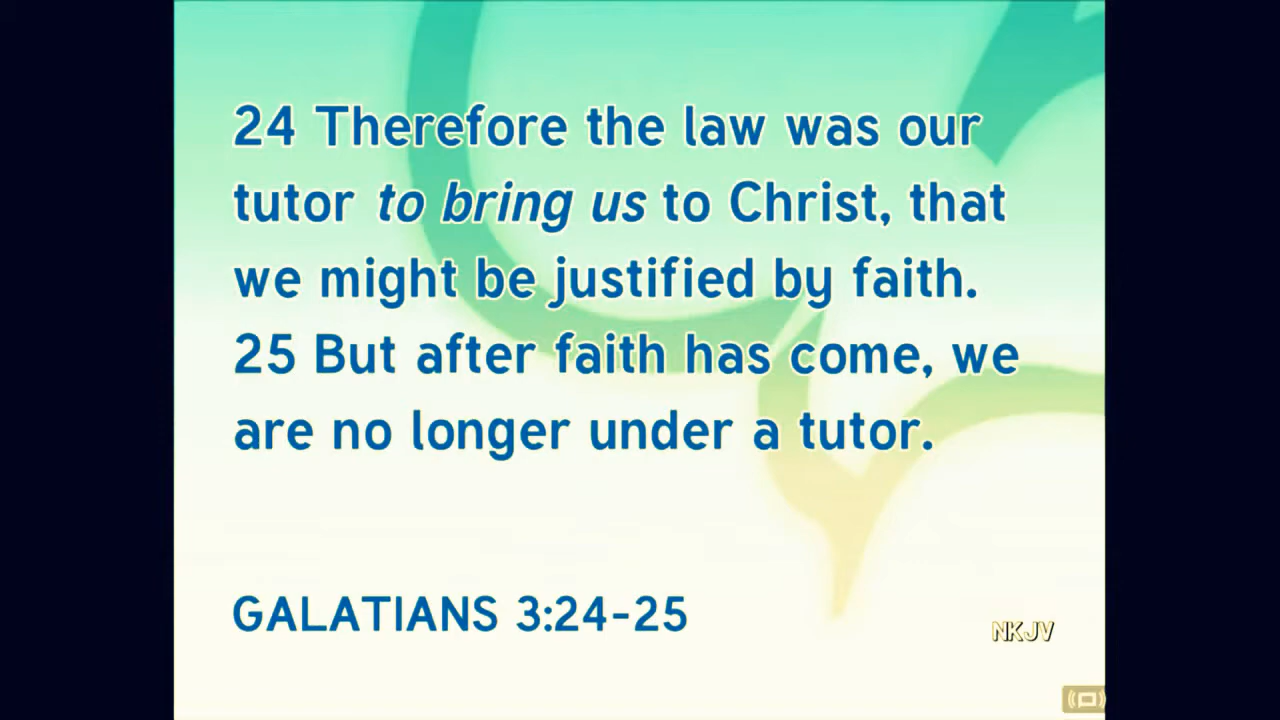 24 Therefore the law was our
tutor to bring us to Christ, that
we might be justified by faith.
25 But after faith has come, we
are no longer under a tutor.
GALATIANS 3:24-25
NKJV